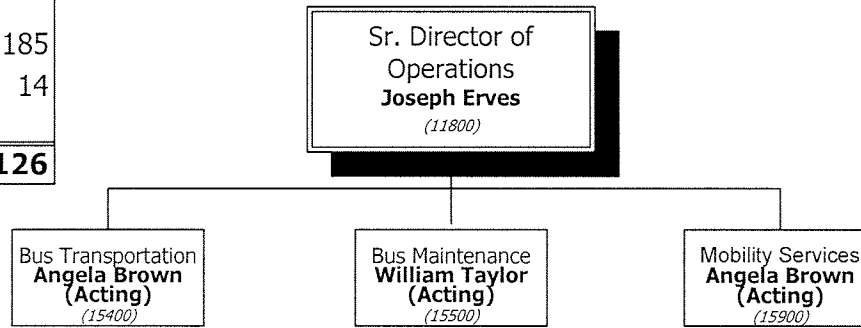 185
14
126
Sr. Director of
Operations
Joseph Erves
(11800)
Bus Transportation
Angela Brown
(Acting)
(15400)
Bus Maintenance
William Taylor
(Acting)
(15500)
Mobility Services
Angela Brown
(Acting)
(15900)